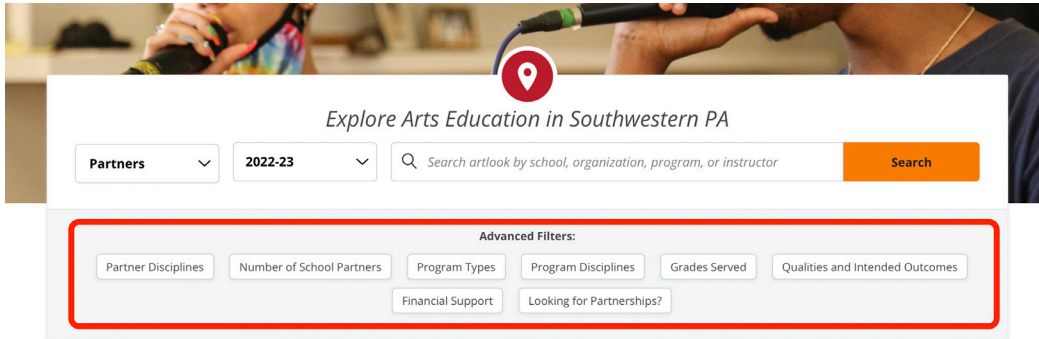 Explore Arts Education in Southwestern PA
Partners 2022-23 Search artlook by school, organization, program, or instructor Search
Advanced Filters:
Partner Disciplines Number of School Partners Program Types Program Disciplines Grades Served Qualities and Intended Outcomes
Financial Support Looking for Partnerships?